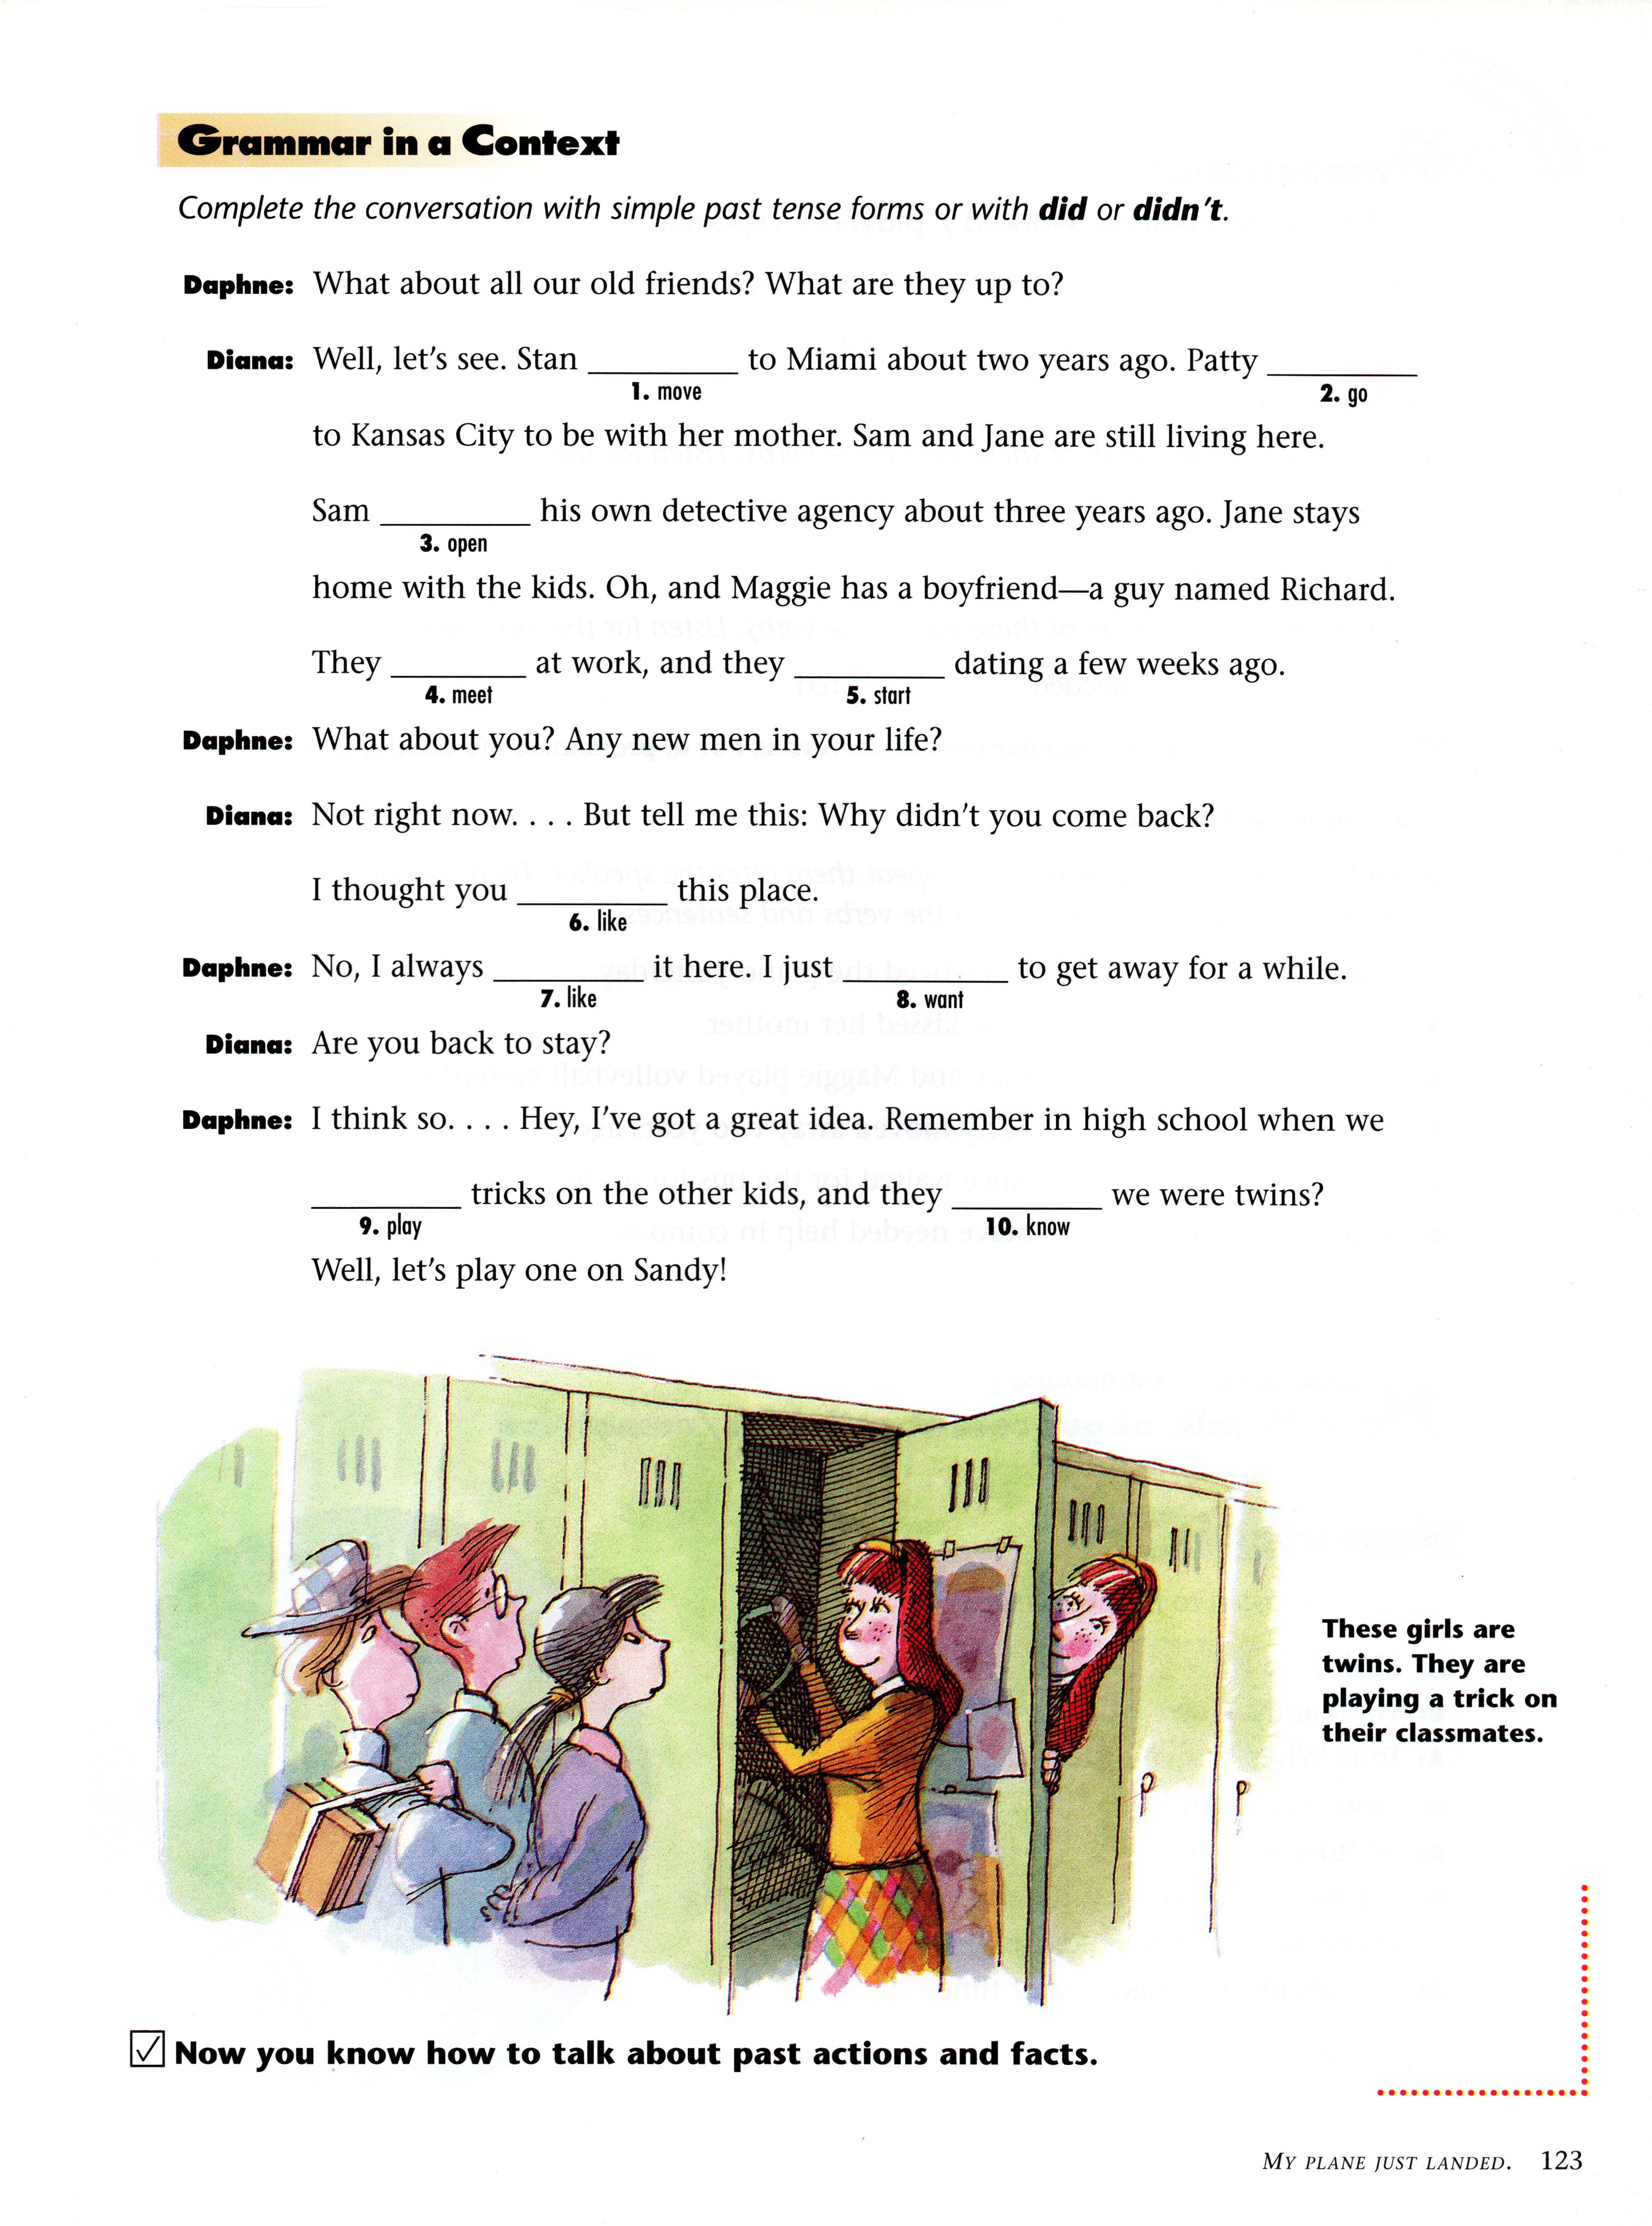 Grammar in a Context
Complete the conversation with simple past tense forms or with did or didn't.
Daphne: What about all our old friends? What are they up to?
Diana: Well, let's see. Stan __________ to Miami about two years ago. Patty __________
1. move 2. go
to Kansas City to be with her mother. Sam and Jane are still living here.
Sam __________ his own detective agency about three years ago. Jane stays
3. open
home with the kids. Oh, and Maggie has a boyfriend—a guy named Richard.
They __________ at work, and they __________ dating a few weeks ago.
4. meet 5. start
Daphne: What about you? Any new men in your life?
Diana: Not right now. . . . But tell me this: Why didn't you come back?
I thought you __________ this place.
6. like
Daphne: No, I always __________ it here. I just __________ to get away for a while.
7. like 8. want
Diana: Are you back to stay?
Daphne: I think so. . . . Hey, I've got a great idea. Remember in high school when we
__________ tricks on the other kids, and they __________ we were twins?
9. play 10. know
Well, let's play one on Sandy!
These girls are
twins. They are
playing a trick on
their classmates.
Now you know how to talk about past actions and facts.
MY PLANE JUST LANDED. 123